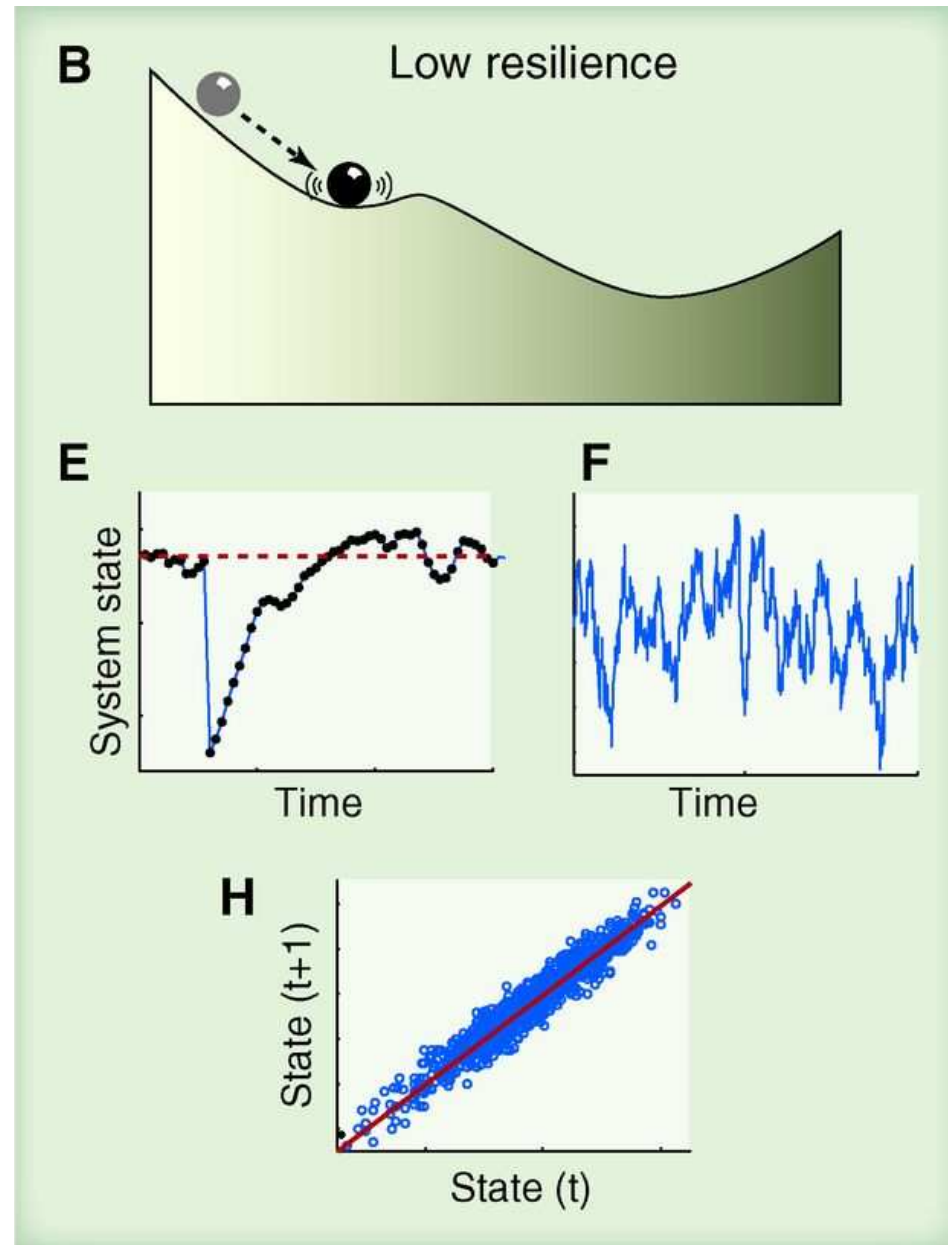 B
Low resilience
E
F
System state
Time
Time
H
State (t+1)
State (t)